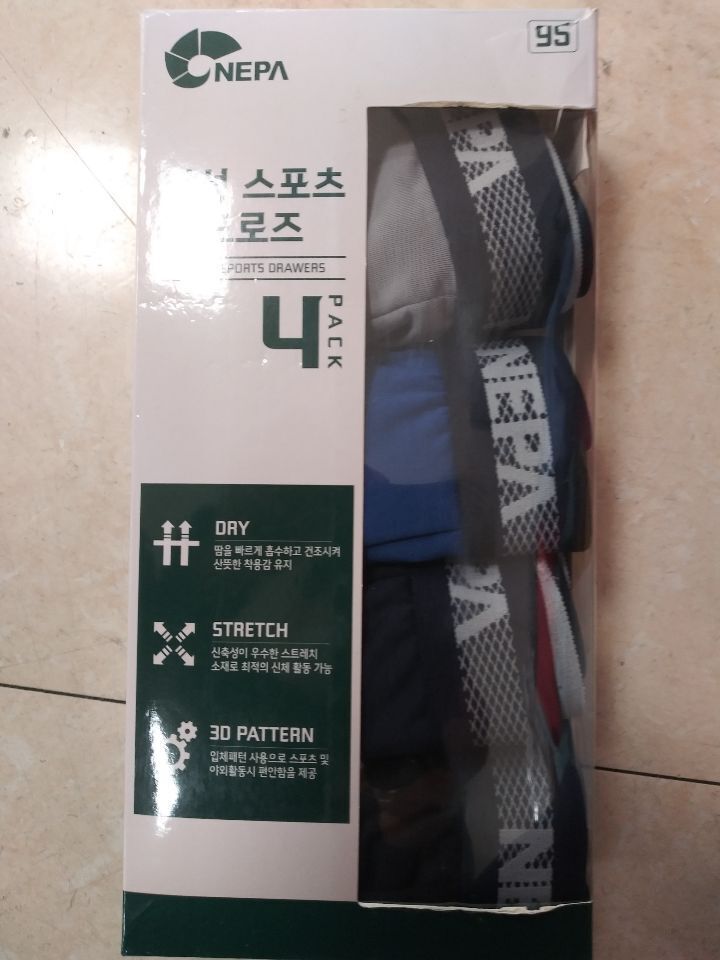 NEPA
95
스포츠
로즈
SPORTS DRAWERS
4
PACK
DRY
땀을 빠르게 흡수하고 건조시켜
산뜻한 착용감 유지
STRETCH
신축성이 우수한 스트레치
소재로 최적의 신체 활동 가능
3D PATTERN
입체패턴 사용으로 스포츠 및
야외활동시 편안함을 제공
EPA
NEPA
PA
NE